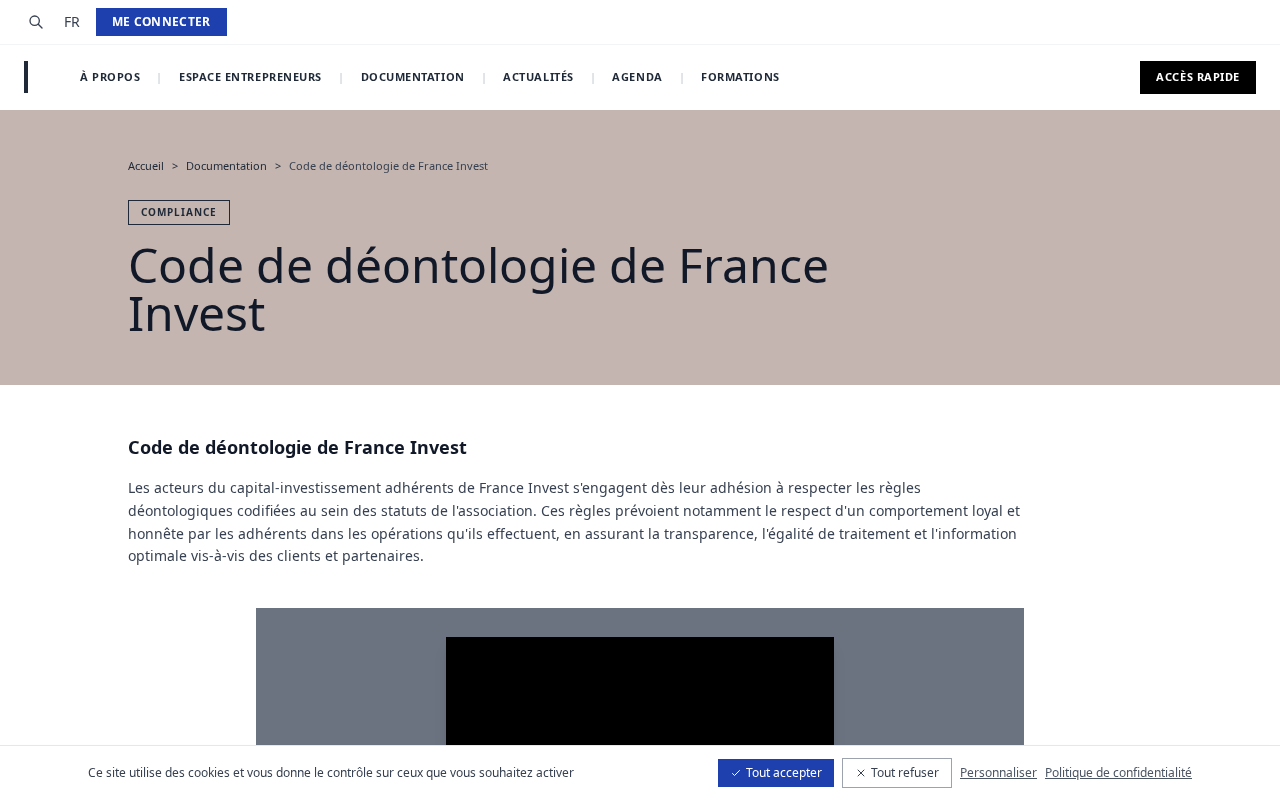 FR
ME CONNECTER
À PROPOS | ESPACE ENTREPRENEURS | DOCUMENTATION | ACTUALITÉS | AGENDA | FORMATIONS
ACCÈS RAPIDE
Accueil > Documentation > Code de déontologie de France Invest
COMPLIANCE
Code de déontologie de France
Invest
Code de déontologie de France Invest
Les acteurs du capital-investissement adhérents de France Invest s'engagent dès leur adhésion à respecter les règles
déontologiques codifiées au sein des statuts de l'association. Ces règles prévoient notamment le respect d'un comportement loyal et
honnête par les adhérents dans les opérations qu'ils effectuent, en assurant la transparence, l'égalité de traitement et l'information
optimale vis-à-vis des clients et partenaires.
Ce site utilise des cookies et vous donne le contrôle sur ceux que vous souhaitez activer
Tout accepter
Tout refuser
Personnaliser
Politique de confidentialité